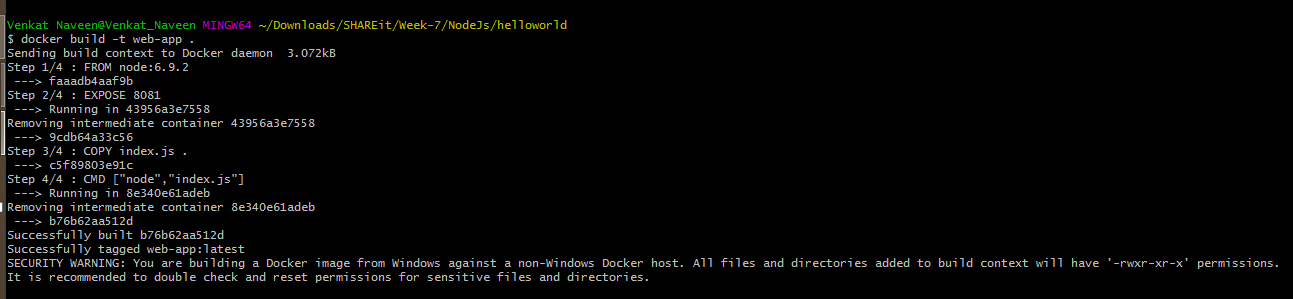 Venkat Naveen@Venkat_Naveen MINGW64 ~/Downloads/SHAREit/Week-7/NodeJs/helloworld
$ docker build -t web-app .
Sending build context to Docker daemon  3.072kB
Step 1/4 : FROM node:6.9.2
 ---> faaadb4aaf9b
Step 2/4 : EXPOSE 8081
 ---> Running in 43956a3e7558
Removing intermediate container 43956a3e7558
 ---> 9cdb64a33c56
Step 3/4 : COPY index.js .
 ---> c5f89803e91c
Step 4/4 : CMD ["node","index.js"]
 ---> Running in 8e340e61adeb
Removing intermediate container 8e340e61adeb
 ---> b76b62aa512d
Successfully built b76b62aa512d
Successfully tagged web-app:latest
SECURITY WARNING: You are building a Docker image from Windows against a non-Windows Docker host. All files and directories added to build context will have '-rwxr-xr-x' permissions.
It is recommended to double check and reset permissions for sensitive files and directories.